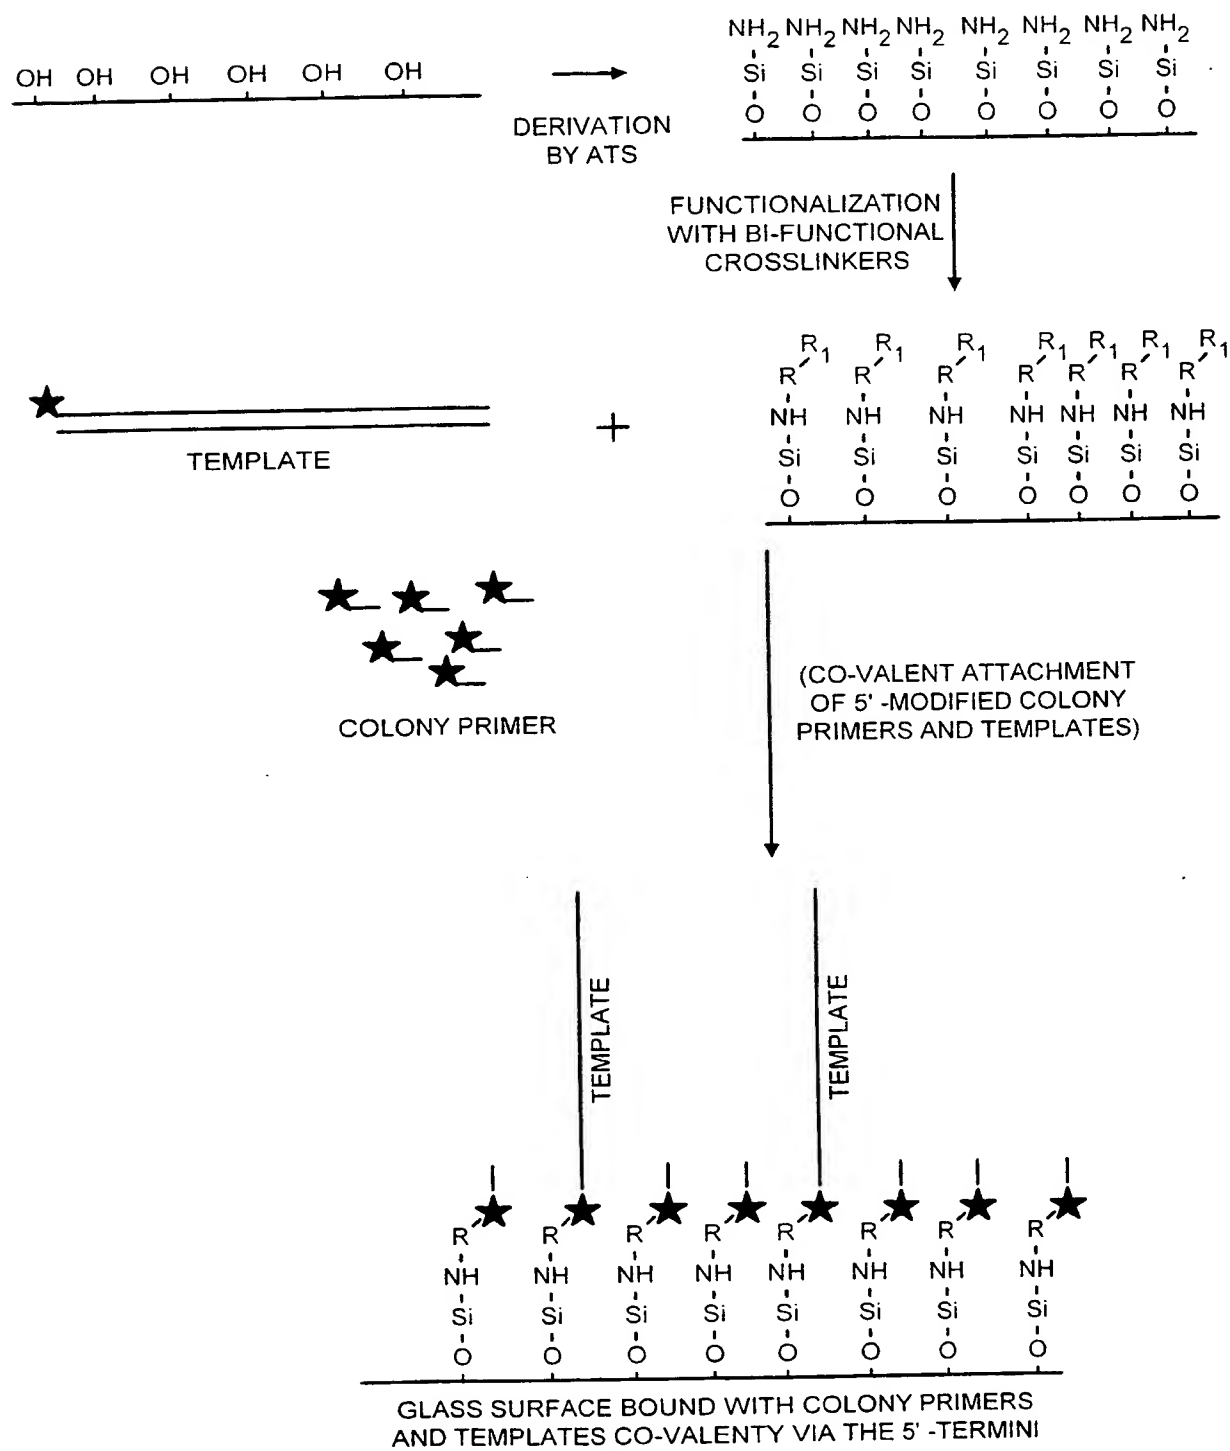 OH OH OH OH OH OH
DERIVATION
BY ATS
NH2 NH2 NH2 NH2 NH2 NH2 NH2 NH2
Si Si Si Si Si Si Si Si
O O O O O O O O
FUNCTIONALIZATION
WITH BI-FUNCTIONAL
CROSSLINKERS
R1 R1 R1 R1 R1 R1 R1
R R R R R R R
NH NH NH NH NH NH NH
Si Si Si Si Si Si Si
O O O O O O O
TEMPLATE
+
COLONY PRIMER
(CO-VALENT ATTACHMENT
OF 5' -MODIFIED COLONY
PRIMERS AND TEMPLATES)
TEMPLATE
TEMPLATE
R R R R R R R R
NH NH NH NH NH NH NH NH
Si Si Si Si Si Si Si Si
O O O O O O O O
GLASS SURFACE BOUND WITH COLONY PRIMERS
AND TEMPLATES CO-VALENTY VIA THE 5' -TERMINI